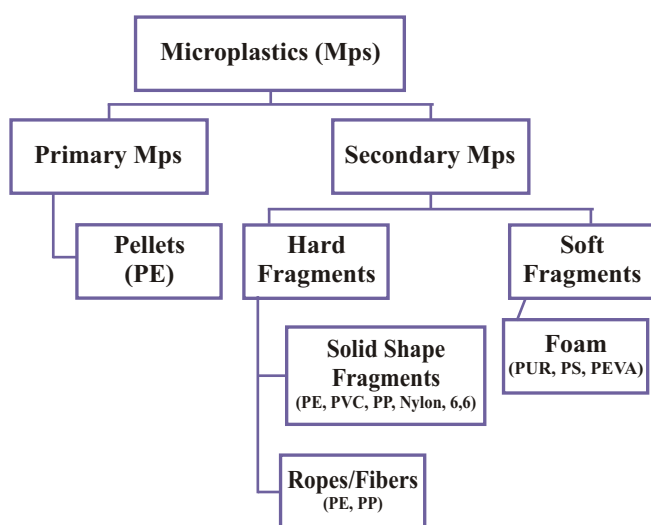 Microplastics (Mps)
Primary Mps
Secondary Mps
Pellets
(PE)
Hard
Fragments
Soft
Fragments
Solid Shape
Fragments
(PE, PVC, PP, Nylon, 6,6)
Foam
(PUR, PS, PEVA)
Ropes/Fibers
(PE, PP)